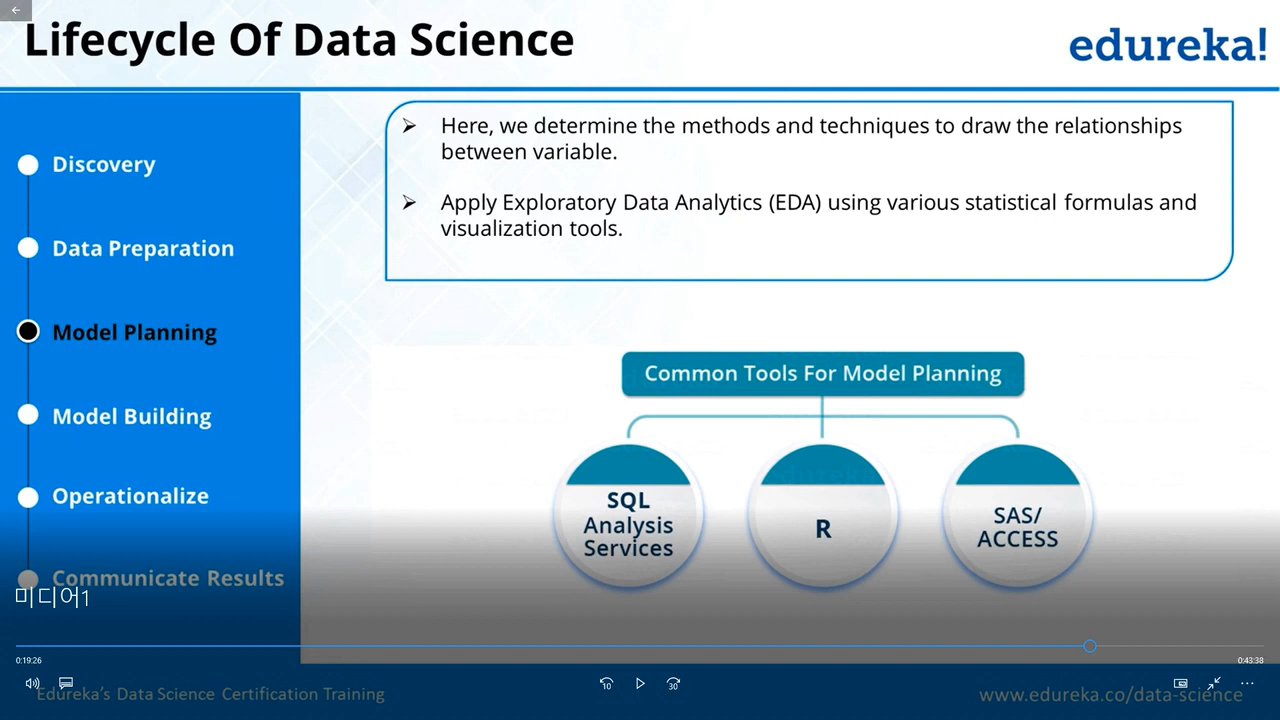 Lifecycle Of Data Science
edureka!
Discovery
Data Preparation
Model Planning
Model Building
Operationalize
Communicate Results
Here, we determine the methods and techniques to draw the relationships
between variable.
Apply Exploratory Data Analytics (EDA) using various statistical formulas and
visualization tools.
Common Tools For Model Planning
SQL
Analysis
Services
R
SAS/
ACCESS
미디어1
0:19:26
0:43:38
10
30
Edureka's Data Science Certification Training
www.edureka.co/data-science